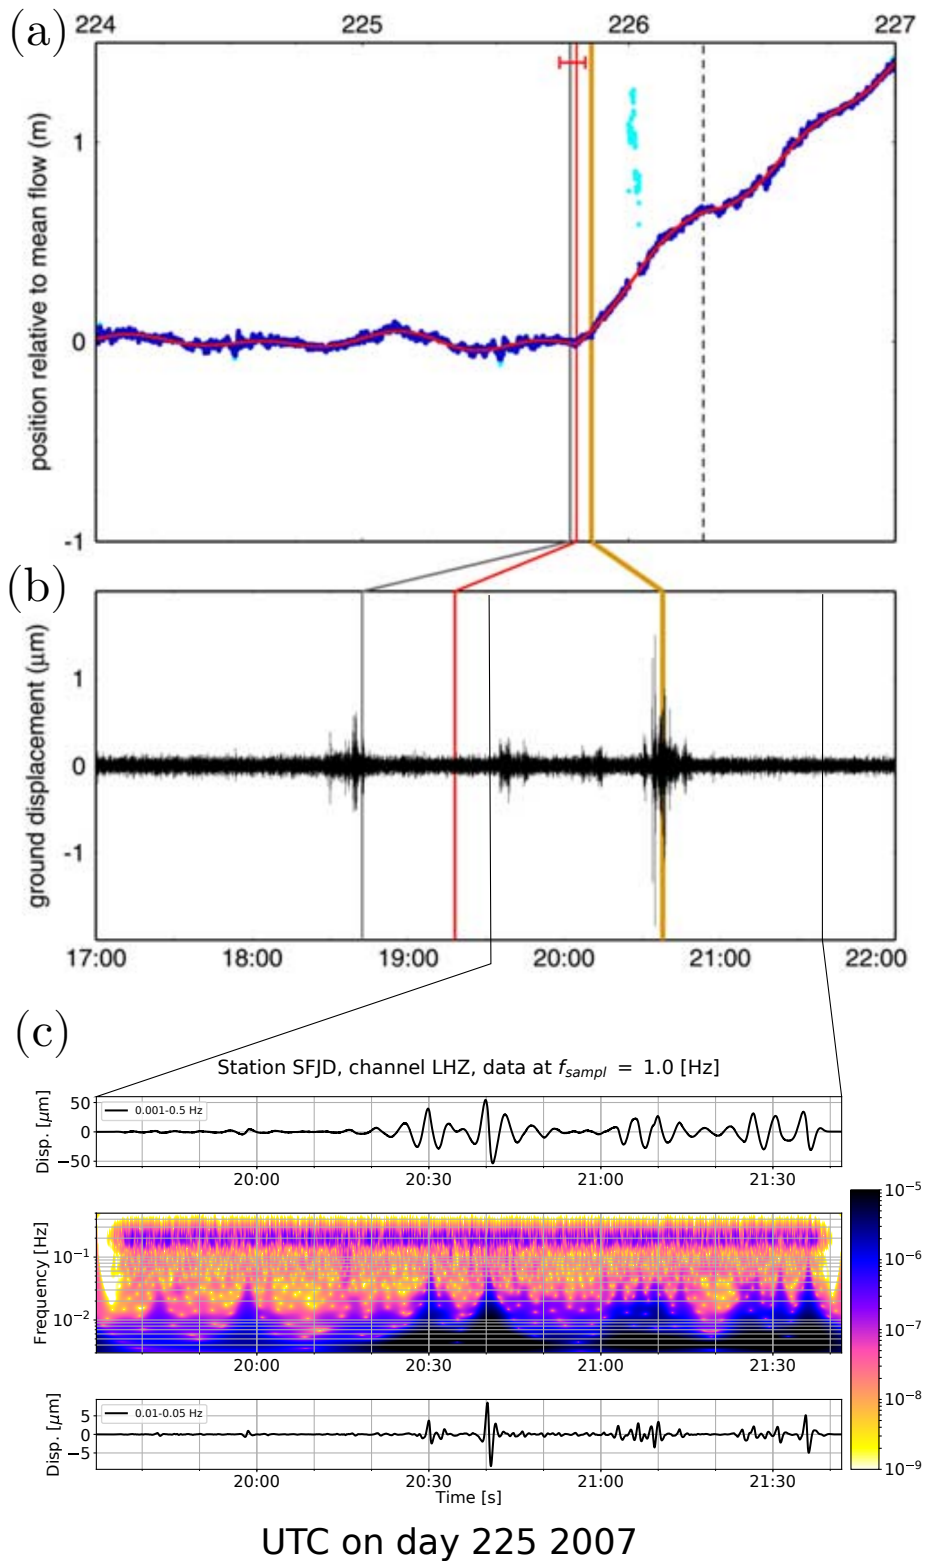 (a)
224 225 226 227
position relative to mean flow (m)
1
0
-1
(b)
ground displacement (μm)
1
0
-1
17:00 18:00 19:00 20:00 21:00 22:00
(c)
Station SFJD, channel LHZ, data at f_sampl = 1.0 [Hz]
Disp. [μm]
50
0
−50
0.001-0.5 Hz
20:00 20:30 21:00 21:30
Frequency [Hz]
10⁻¹
10⁻²
20:00 20:30 21:00 21:30
10⁻⁵
10⁻⁶
10⁻⁷
10⁻⁸
10⁻⁹
Disp. [μm]
5
0
−5
0.01-0.05 Hz
20:00 20:30 21:00 21:30
Time [s]
UTC on day 225 2007